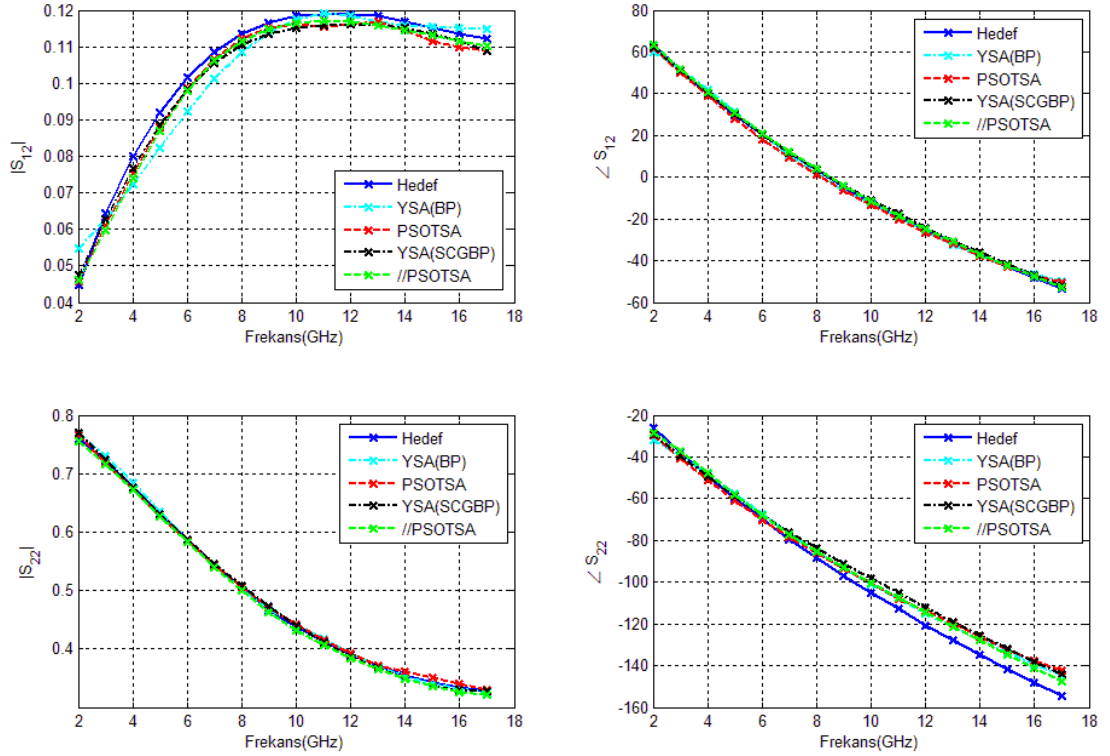 0.12
0.11
0.1
0.09
0.08
0.07
0.06
0.05
0.04
|S12|
2 4 6 8 10 12 14 16 18
Frekans(GHz)
Hedef
YSA(BP)
PSOTSA
YSA(SCGBP)
//PSOTSA
80
60
40
20
0
-20
-40
-60
∠ S12
2 4 6 8 10 12 14 16 18
Frekans(GHz)
Hedef
YSA(BP)
PSOTSA
YSA(SCGBP)
//PSOTSA
0.8
0.7
0.6
0.5
0.4
|S22|
2 4 6 8 10 12 14 16 18
Frekans(GHz)
Hedef
YSA(BP)
PSOTSA
YSA(SCGBP)
//PSOTSA
-20
-40
-60
-80
-100
-120
-140
-160
∠ S22
2 4 6 8 10 12 14 16 18
Frekans(GHz)
Hedef
YSA(BP)
PSOTSA
YSA(SCGBP)
//PSOTSA